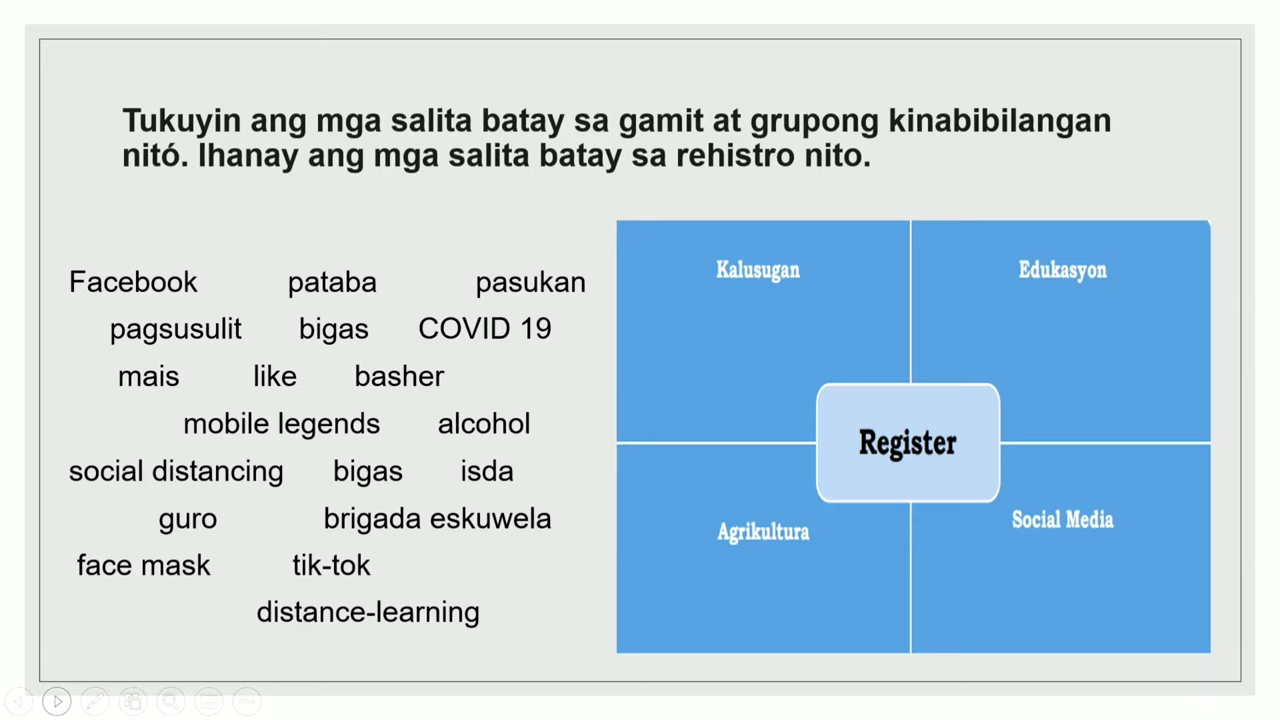 Tukuyin ang mga salita batay sa gamit at grupong kinabibilangan
nitó. Ihanay ang mga salita batay sa rehistro nito.
Facebook pataba pasukan
pagsusulit bigas COVID 19
mais like basher
mobile legends alcohol
social distancing bigas isda
guro brigada eskuwela
face mask tik-tok
distance-learning
Kalusugan Edukasyon
Register
Agrikultura Social Media